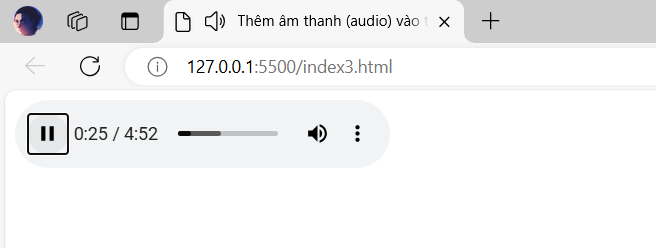 Thêm âm thanh (audio) vào t
127.0.0.1:5500/index3.html
0:25 / 4:52